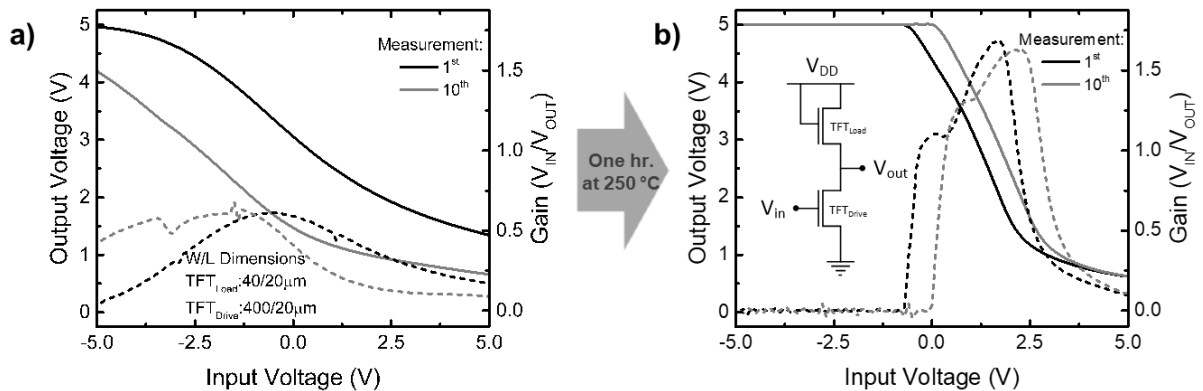 a)
Output Voltage (V)
5
4
3
2
1
0
Measurement:
1st
10th
W/L Dimensions
TFTLoad:40/20μm
TFTDrive:400/20μm
1.5
1.0
0.5
0.0
Gain (VIN/VOUT)
-5.0 -2.5 0.0 2.5 5.0
Input Voltage (V)
One hr.
at 250 ºC
b)
Output Voltage (V)
5
4
3
2
1
0
Measurement:
1st
10th
VDD
TFTLoad
Vout
Vin
TFTDrive
1.5
1.0
0.5
0.0
Gain (VIN/VOUT)
-5.0 -2.5 0.0 2.5 5.0
Input Voltage (V)